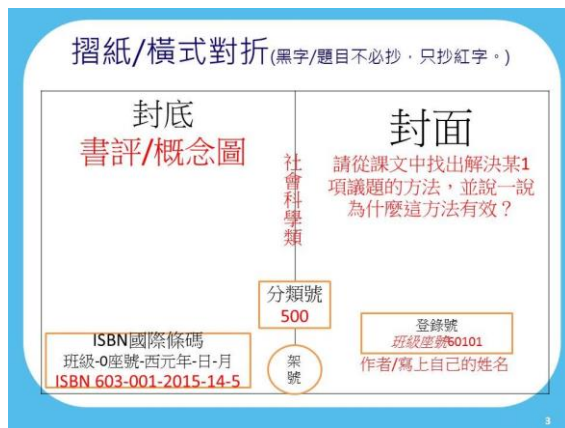 摺紙/橫式對折(黑字/題目不必抄，只抄紅字。)
封底
書評/概念圖
社會科學類
封面
請從課文中找出解決某1
項議題的方法，並說一說
為什麼這方法有效？
分類號
500
登錄號
班級座號60101
作者/寫上自己的姓名
ISBN國際條碼
班級-0座號-西元年-日-月
ISBN 603-001-2015-14-5
架號
3